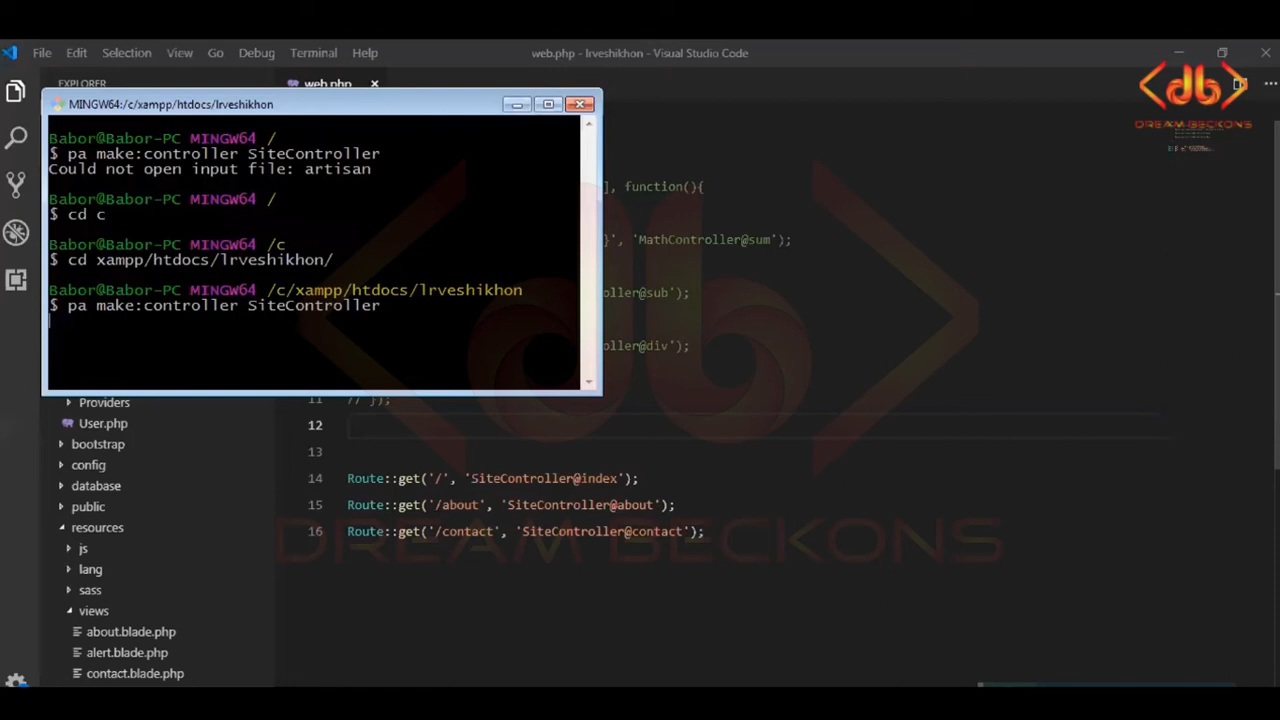 File Edit Selection View Go Debug Terminal Help
web.php - lrveshikhon - Visual Studio Code
EXPLORER
web.php
DREAM BECKONS
MINGW64:/c/xampp/htdocs/lrveshikhon
Babor@Babor-PC MINGW64 /
$ pa make:controller SiteController
Could not open input file: artisan
Babor@Babor-PC MINGW64 /
$ cd c
Babor@Babor-PC MINGW64 /c
$ cd xampp/htdocs/lrveshikhon/
Babor@Babor-PC MINGW64 /c/xampp/htdocs/lrveshikhon
$ pa make:controller SiteController
], function(){
}', 'MathController@sum');
ller@sub');
ller@div');
11 // });
12
13
14 Route::get('/', 'SiteController@index');
15 Route::get('/about', 'SiteController@about');
16 Route::get('/contact', 'SiteController@contact');
Providers
User.php
bootstrap
config
database
public
resources
js
lang
sass
views
about.blade.php
alert.blade.php
contact.blade.php
DREAM BECKONS